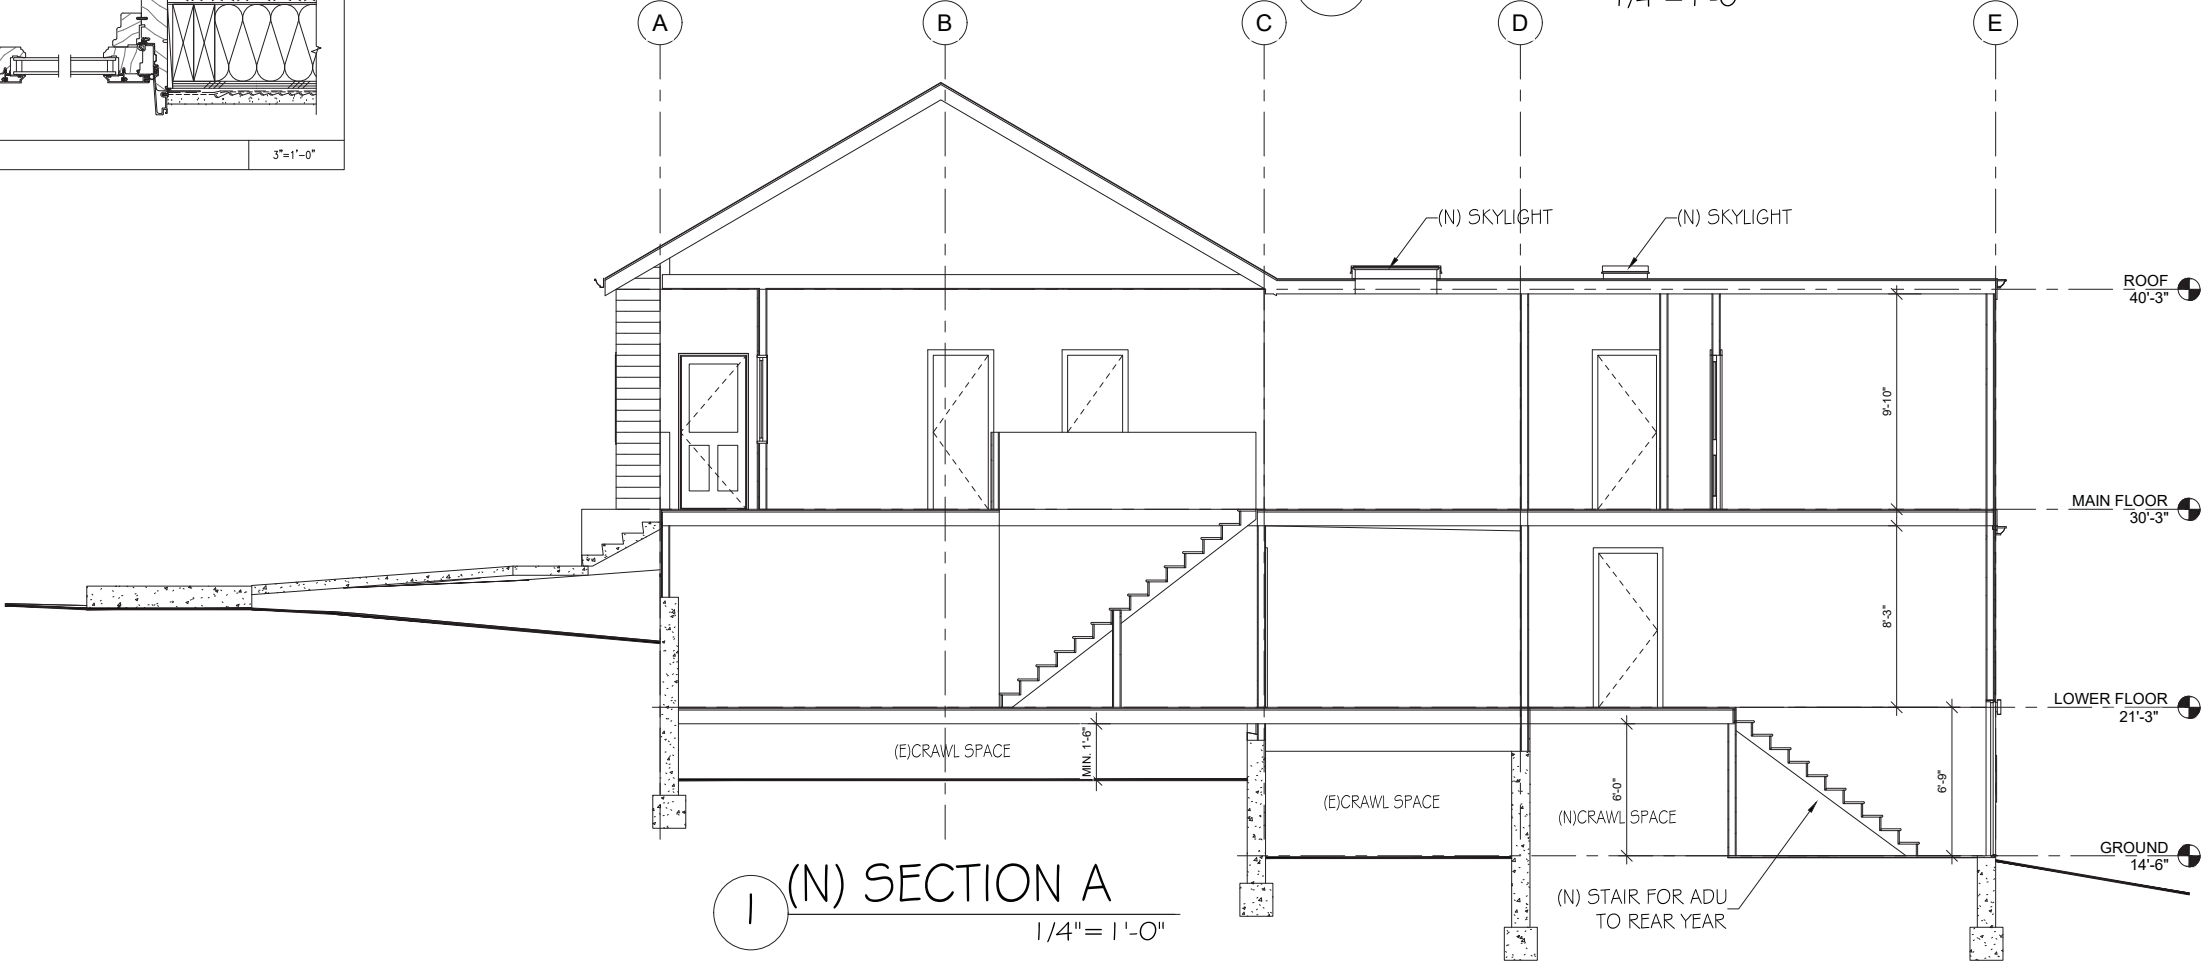 1/4"=1'-0"
A
B
C
D
E
3"=1'-0"
(N) SKYLIGHT
(N) SKYLIGHT
ROOF
40'-3"
9'-10"
MAIN FLOOR
30'-3"
8'-3"
LOWER FLOOR
21'-3"
(E)CRAWL SPACE
MIN. 1'-6"
(E)CRAWL SPACE
6'-0"
(N)CRAWL SPACE
6'-9"
GROUND
14'-6"
(N) STAIR FOR ADU
TO REAR YEAR
1
(N) SECTION A
1/4"=1'-0"